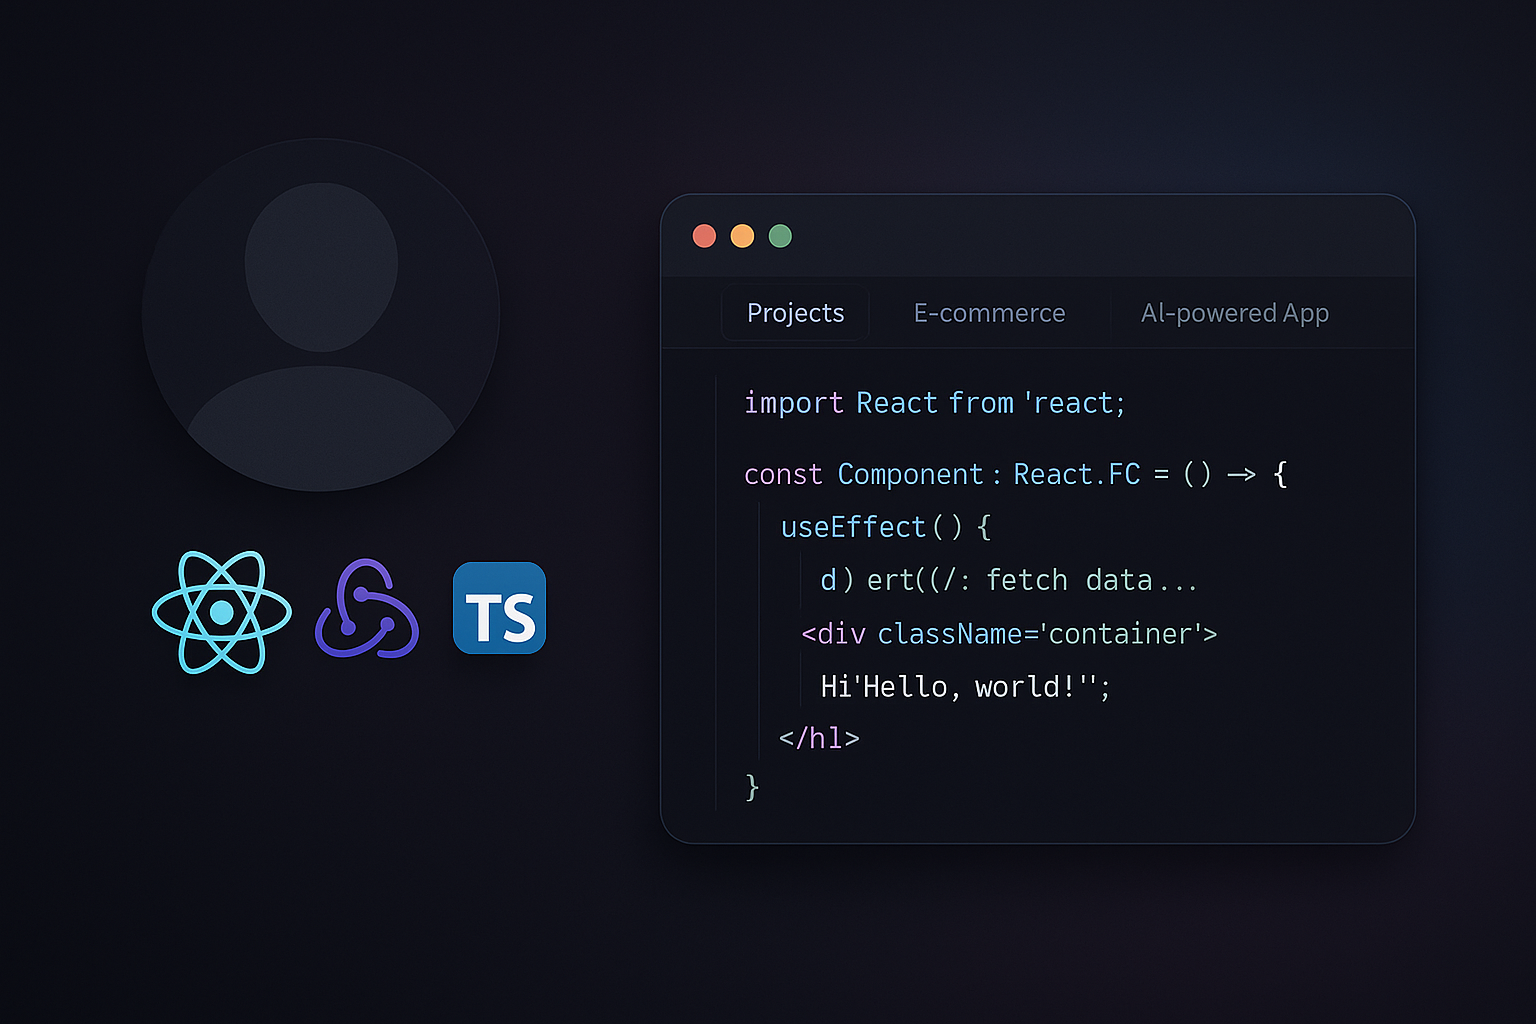 Projects E-commerce AI-powered App
import React from 'react;
const Component : React.FC = () → {
useEffect() {
d) ert((/: fetch data...
<div className='container'>
Hi'Hello, world!'';
</h1>
}
TS